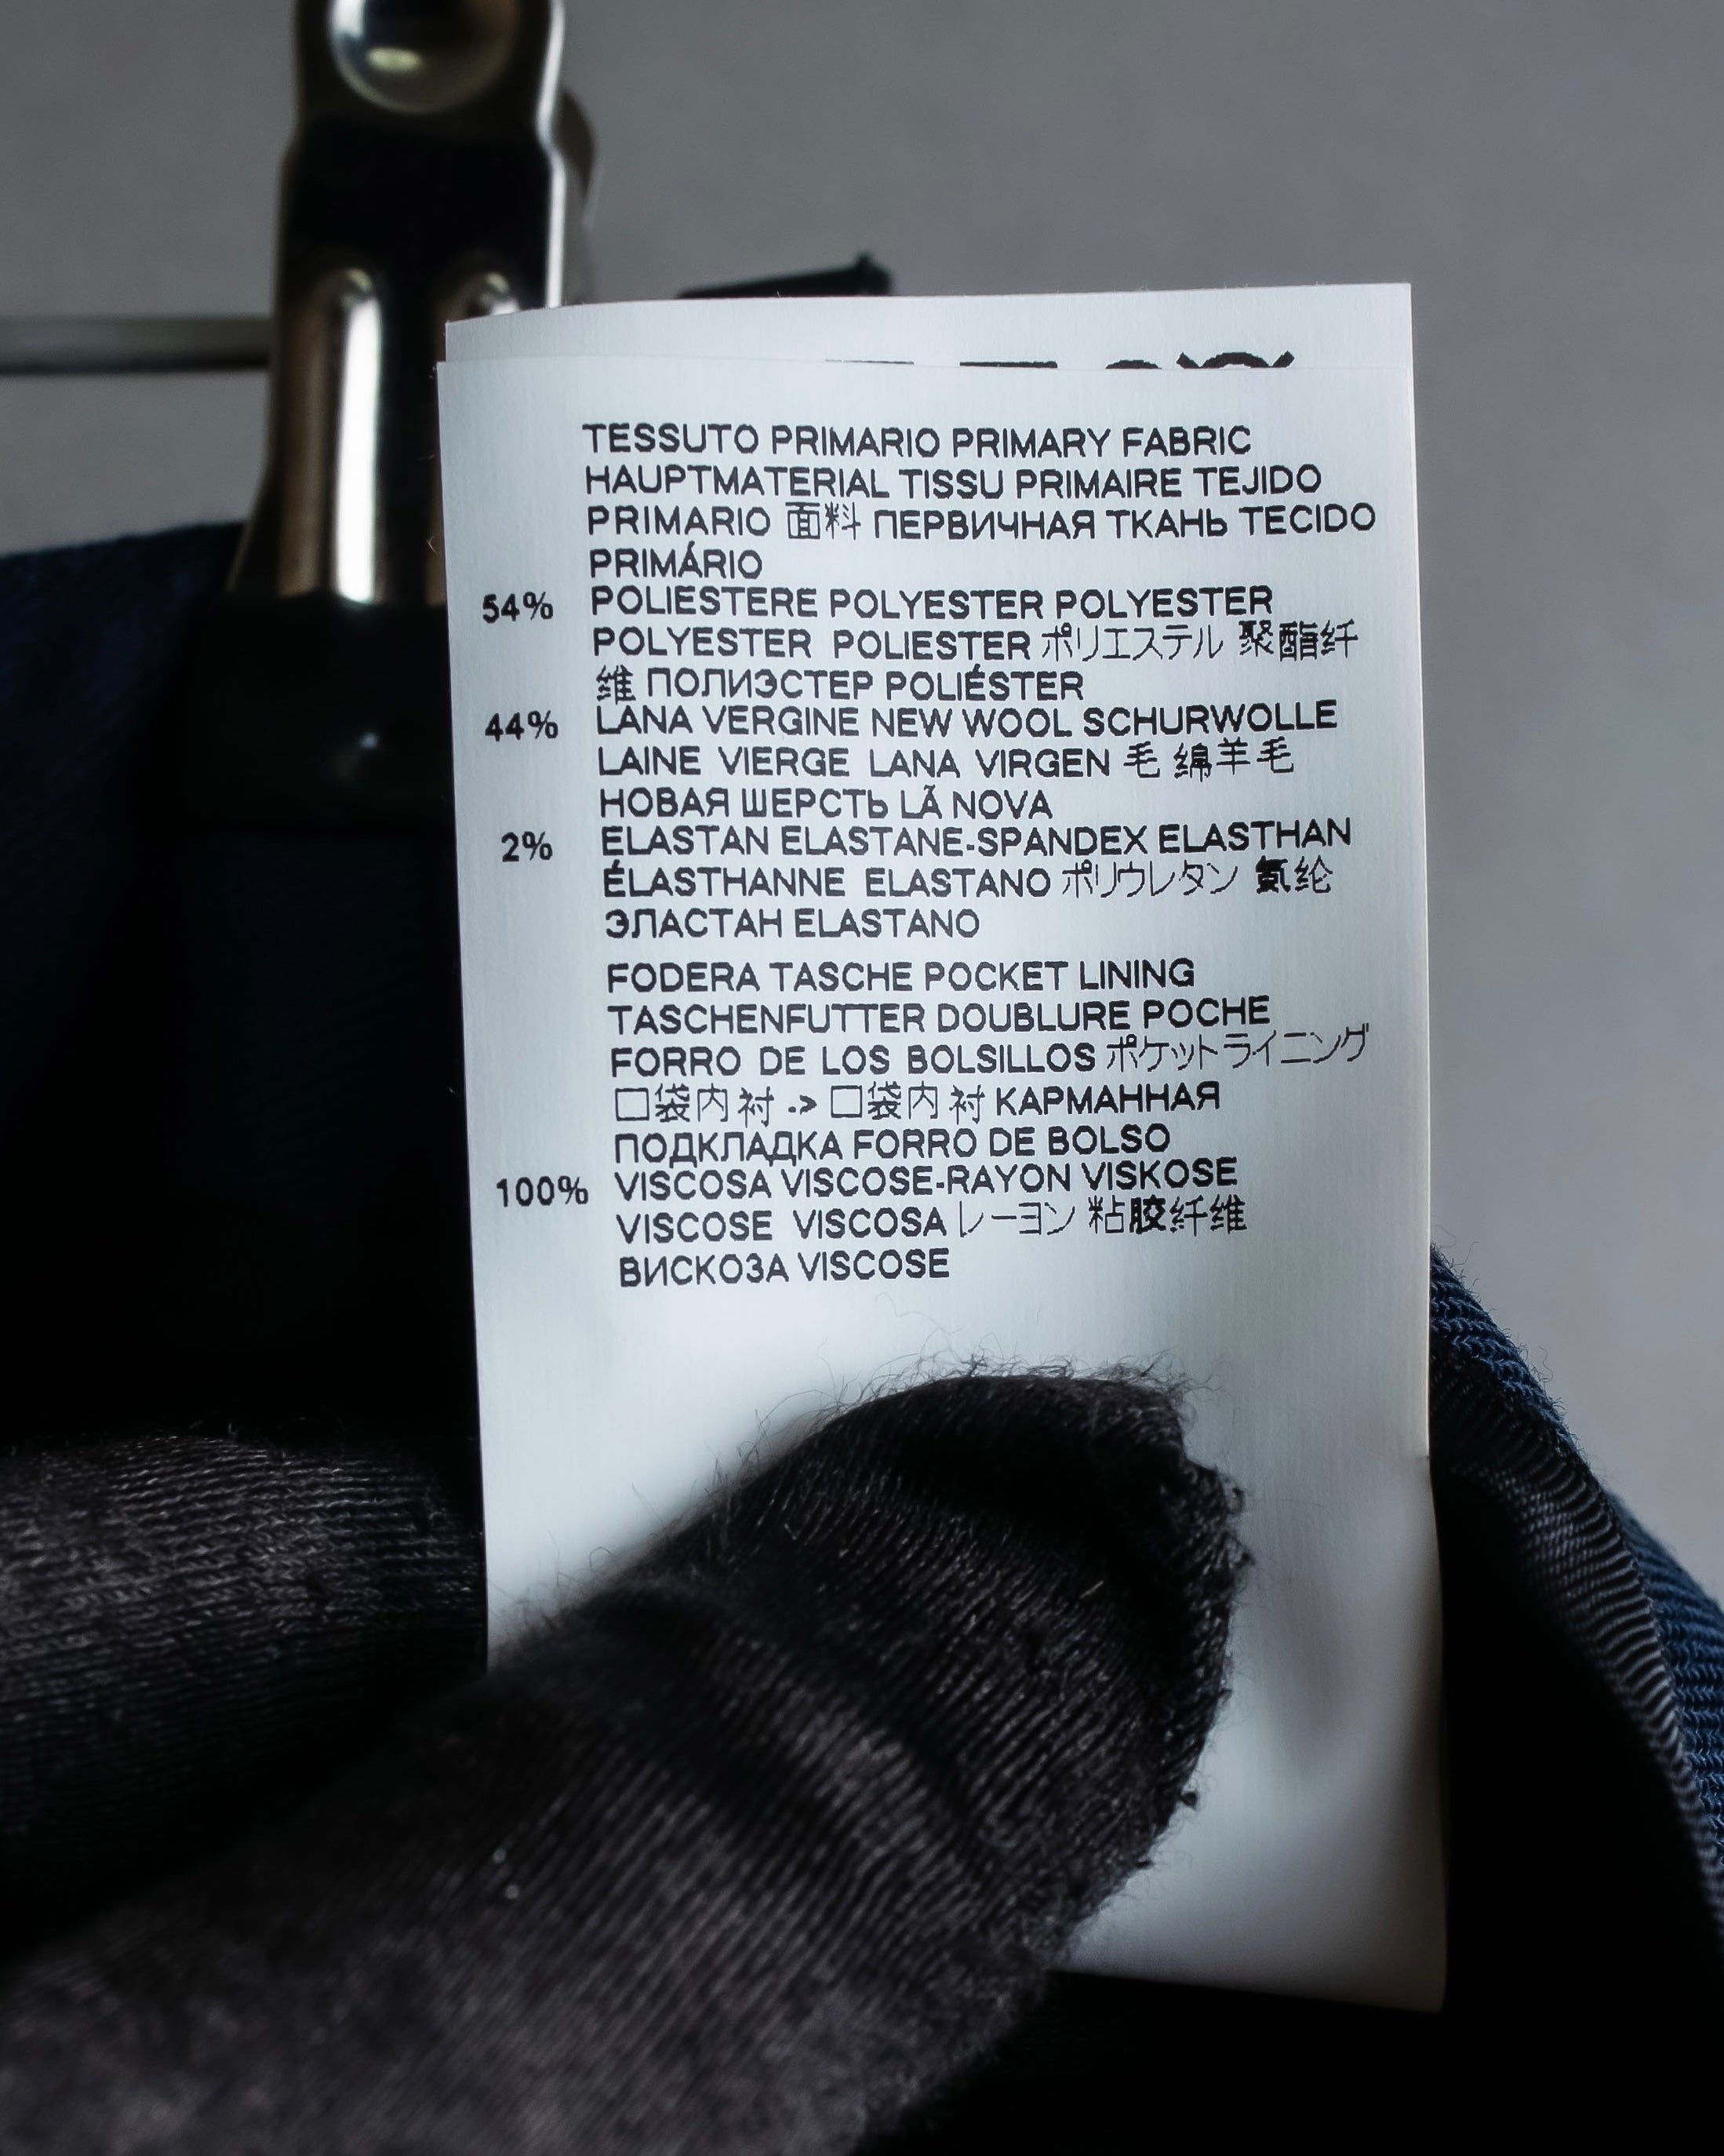 TESSUTO PRIMARIO PRIMARY FABRIC
HAUPTMATERIAL TISSU PRIMAIRE TEJIDO
PRIMARIO 面料 ПЕРВИЧНАЯ ТКАНЬ TECIDO
PRIMÁRIO
54% POLIESTERE POLYESTER POLYESTER
POLYESTER POLIESTER ポリエステル 聚酯纤
维 ПОЛИЭСТЕР POLIÉSTER
44% LANA VERGINE NEW WOOL SCHURWOLLE
LAINE VIERGE LANA VIRGEN 毛 绵羊毛
НОВАЯ ШЕРСТЬ LÃ NOVA
2% ELASTAN ELASTANE-SPANDEX ELASTHAN
ÉLASTHANNE ELASTANO ポリウレタン 氨纶
ЭЛАСТАН ELASTANO
FODERA TASCHE POCKET LINING
TASCHENFUTTER DOUBLURE POCHE
FORRO DE LOS BOLSILLOS ポケットライニング
口袋内衬 -> 口袋内衬 КАРМАННАЯ
ПОДКЛАДКА FORRO DE BOLSO
100% VISCOSA VISCOSE-RAYON VISKOSE
VISCOSE VISCOSA レーヨン 粘胶纤维
ВИСКОЗА VISCOSE